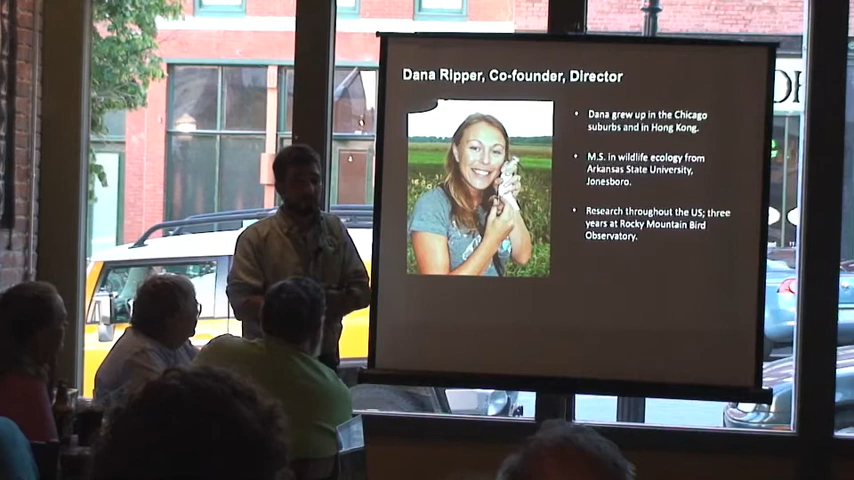 Dana Ripper, Co-founder, Director
• Dana grew up in the Chicago
suburbs and in Hong Kong.
• M.S. in wildlife ecology from
Arkansas State University,
Jonesboro.
• Research throughout the US; three
years at Rocky Mountain Bird
Observatory.